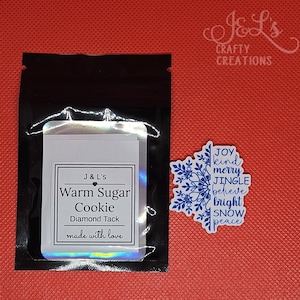 J&L's
CRAFTY
CREATIONS
J & L's
Warm Sugar
Cookie
Diamond Tack
made with love
JOY
kind
merry
JINGLE
believe
bright
SNOW
peace